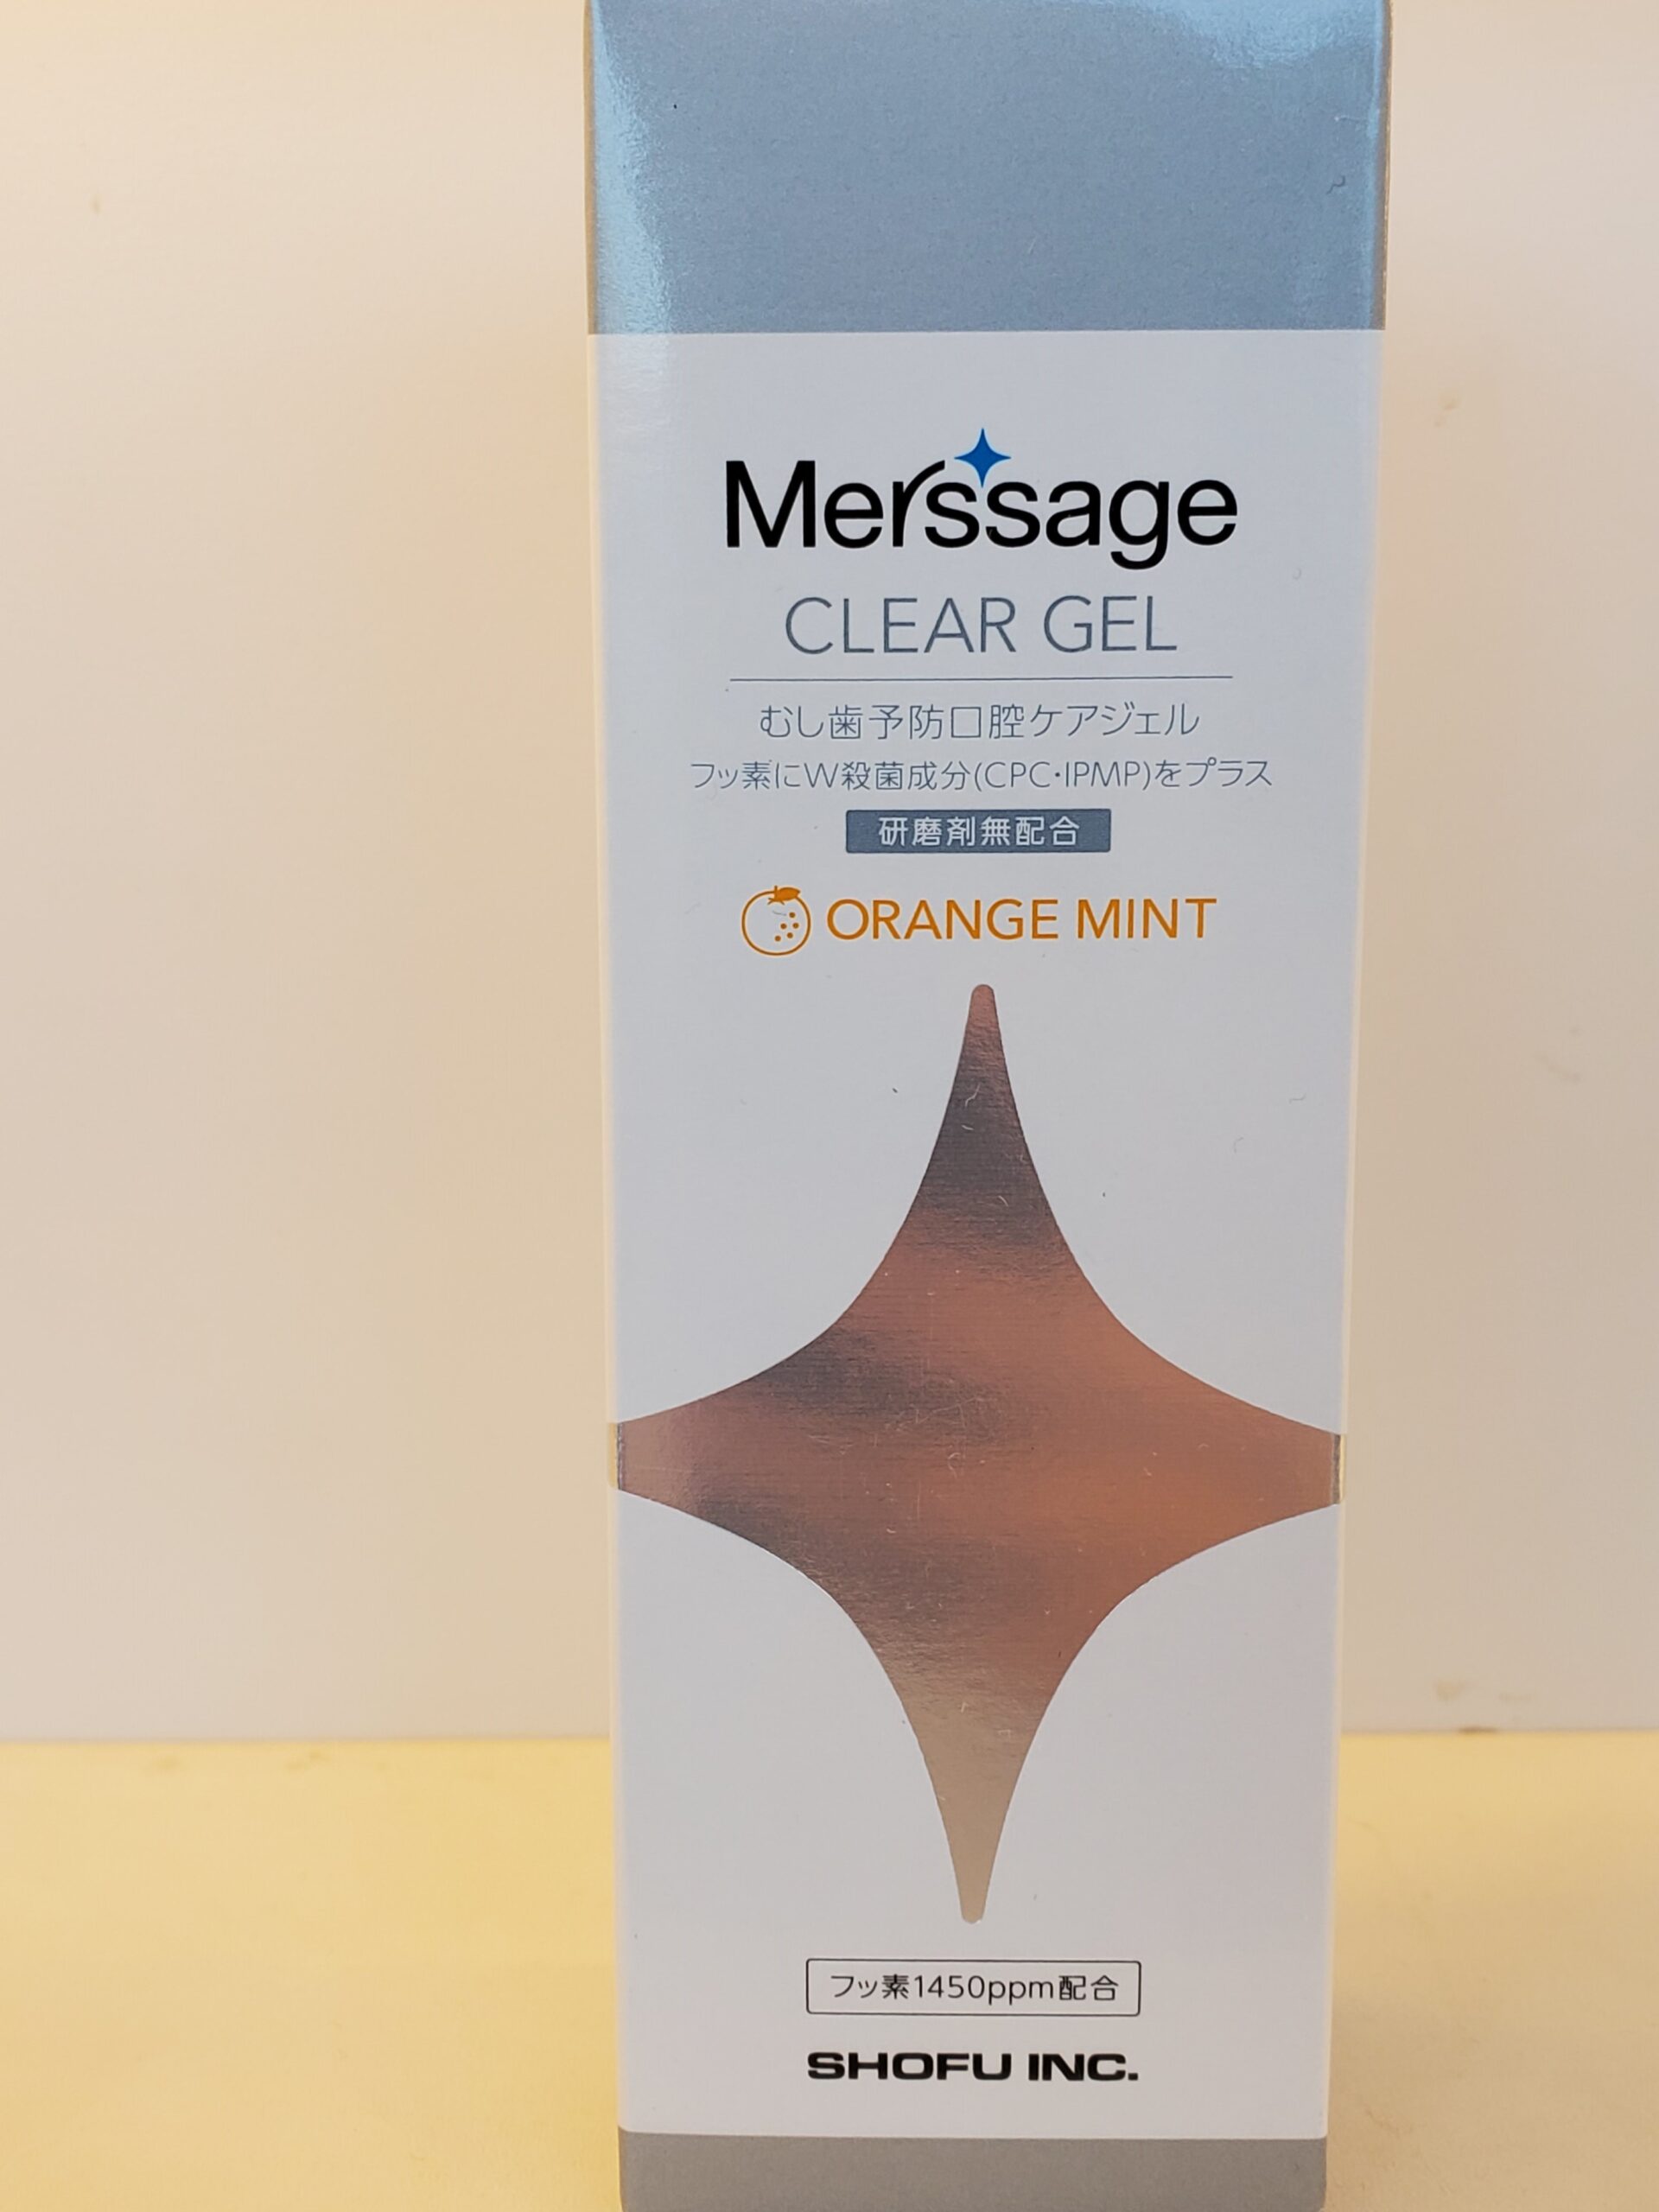 Merssage
CLEAR GEL
むし歯予防口腔ケアジェル
フッ素にW殺菌成分(CPC・IPMP)をプラス
研磨剤無配合
ORANGE MINT
フッ素1450ppm配合
SHOFU INC.